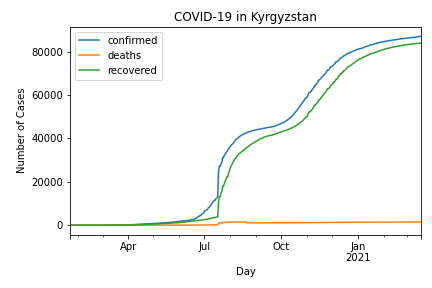 COVID-19 in Kyrgyzstan
confirmed
deaths
recovered
Number of Cases
80000
60000
40000
20000
0
Apr
Jul
Oct
Jan
2021
Day